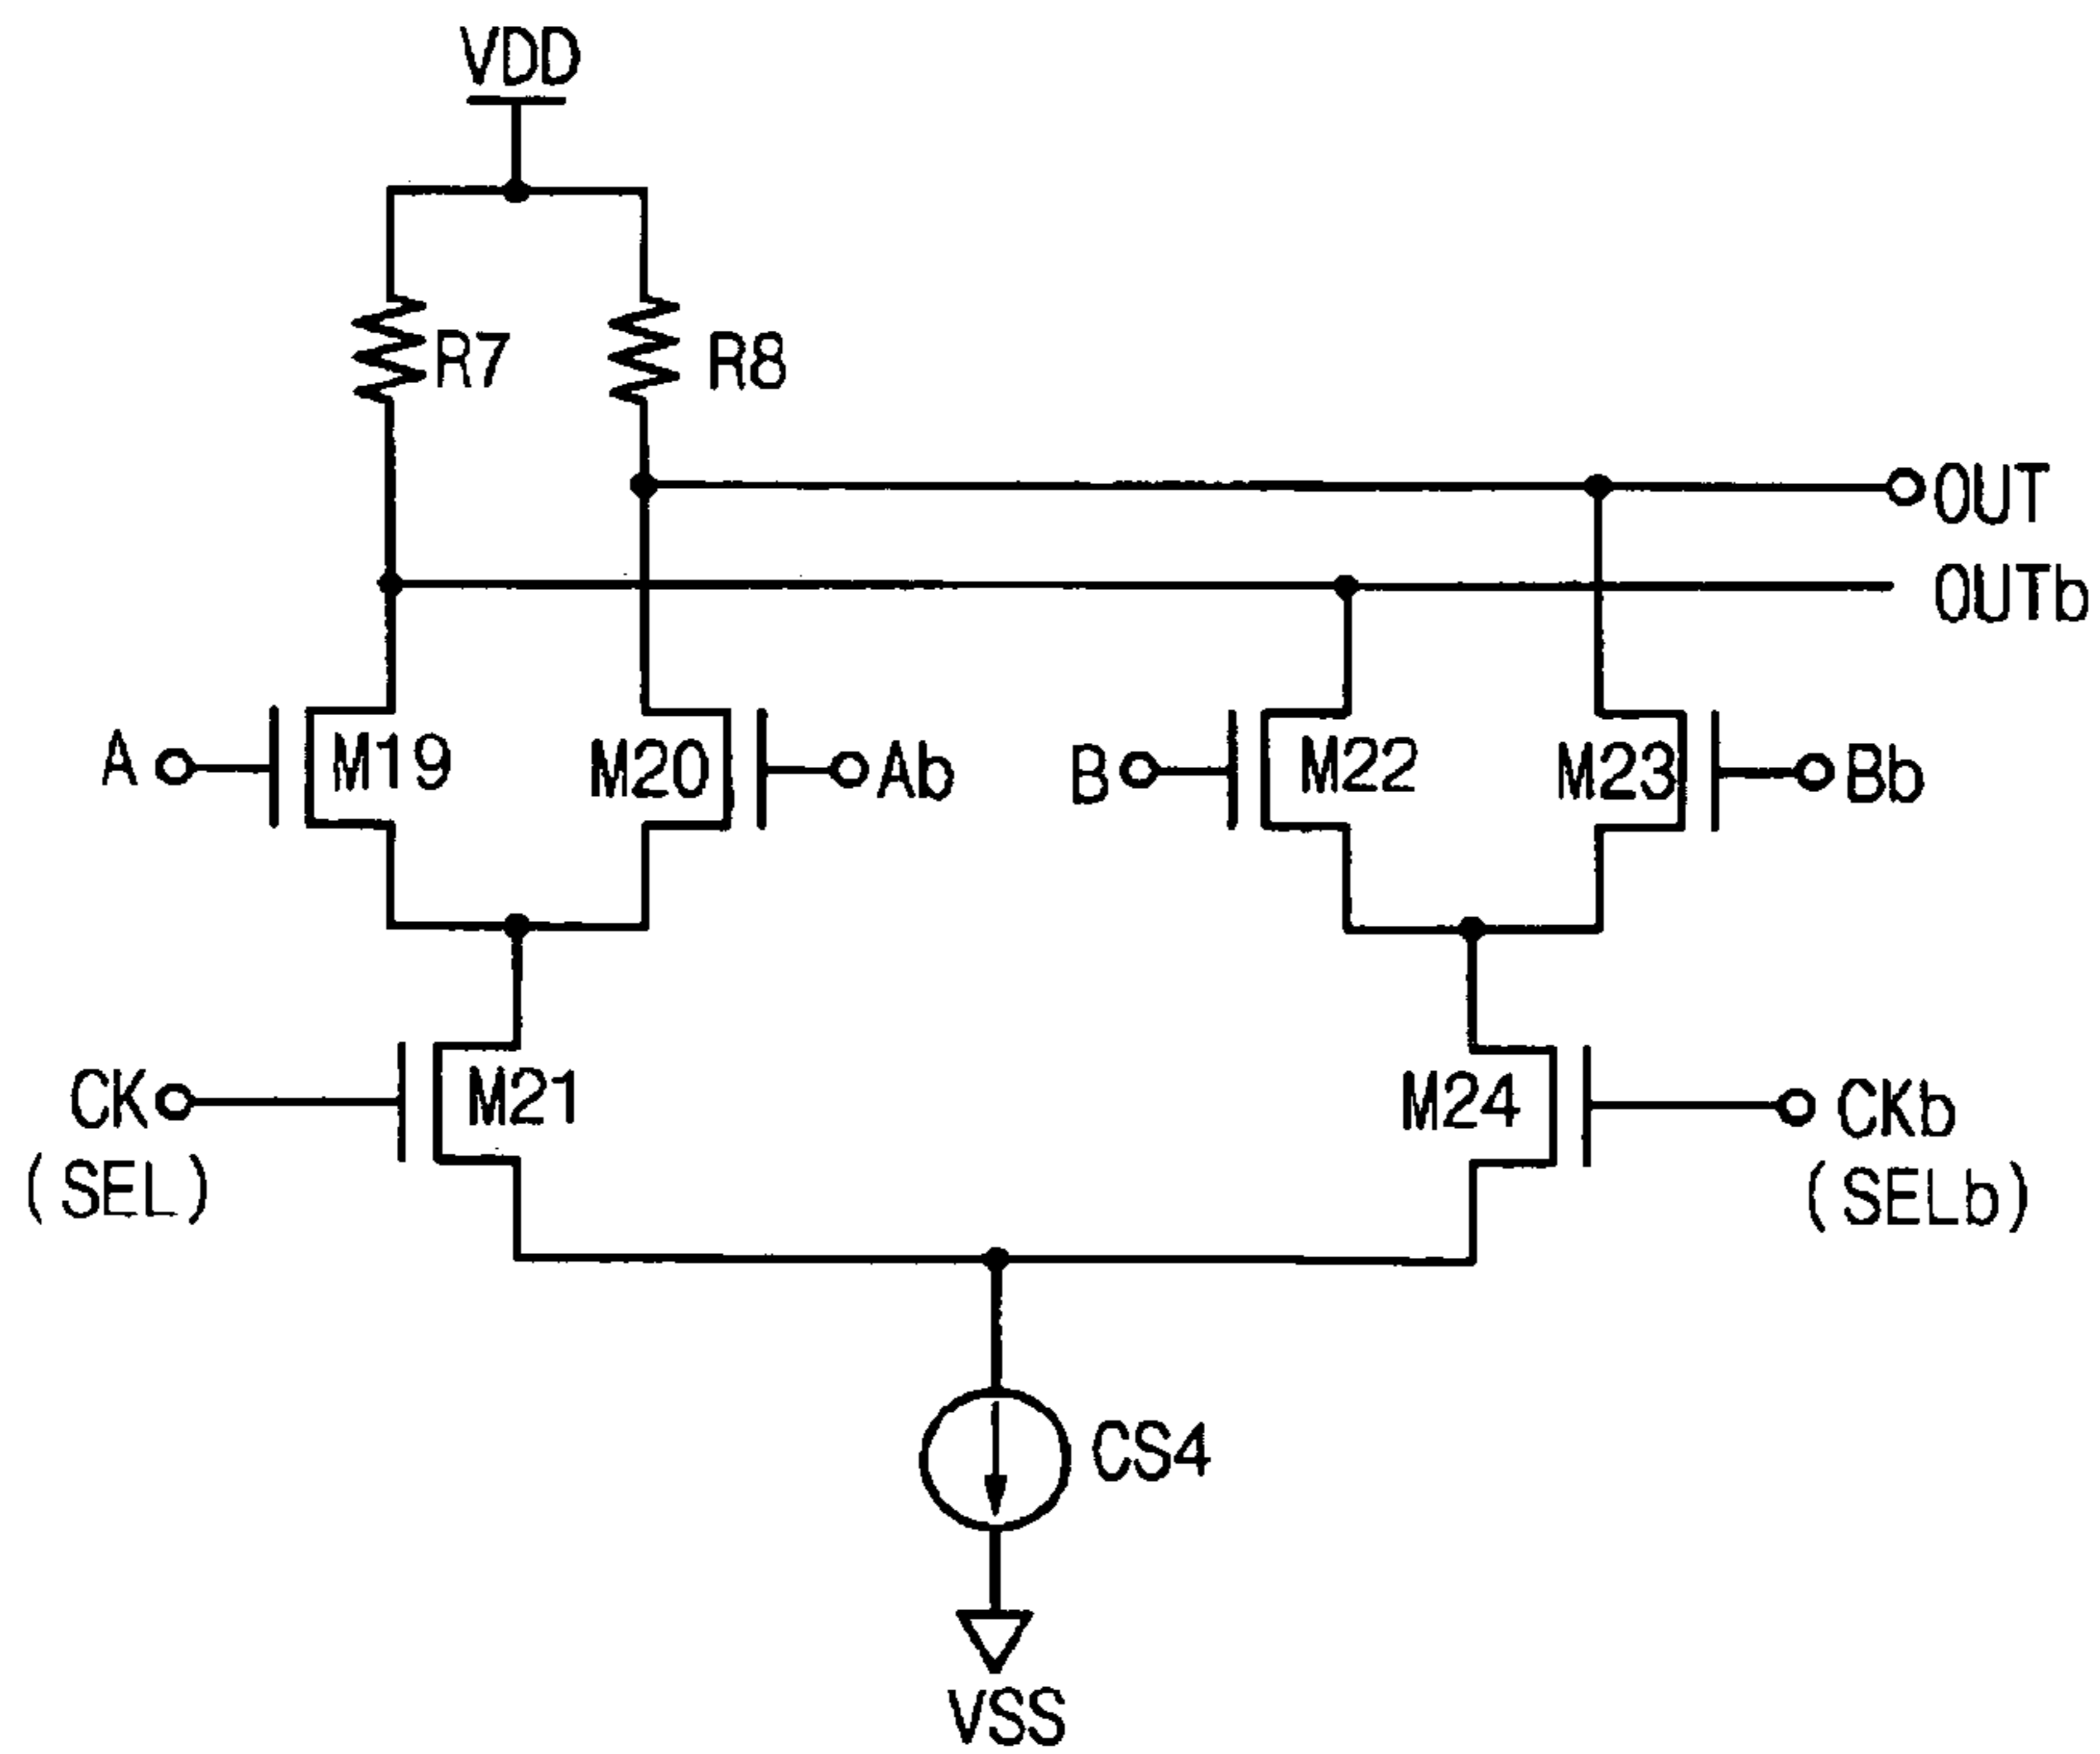 VDD
R7
R8
OUT
OUTb
A
M19
M20
Ab
B
M22
M23
Bb
CK
(SEL)
M21
M24
CKb
(SELb)
CS4
VSS